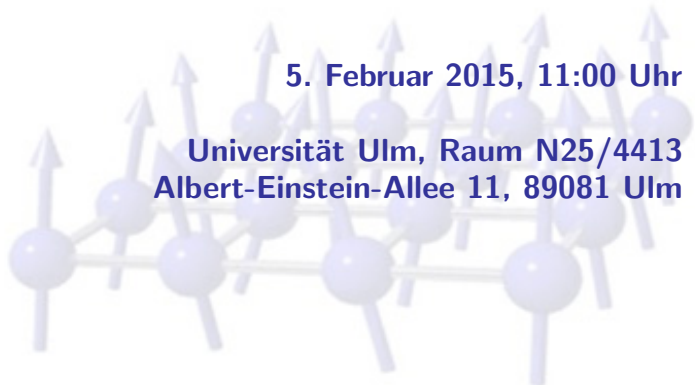 5. Februar 2015, 11:00 Uhr
Universität Ulm, Raum N25/4413
Albert-Einstein-Allee 11, 89081 Ulm